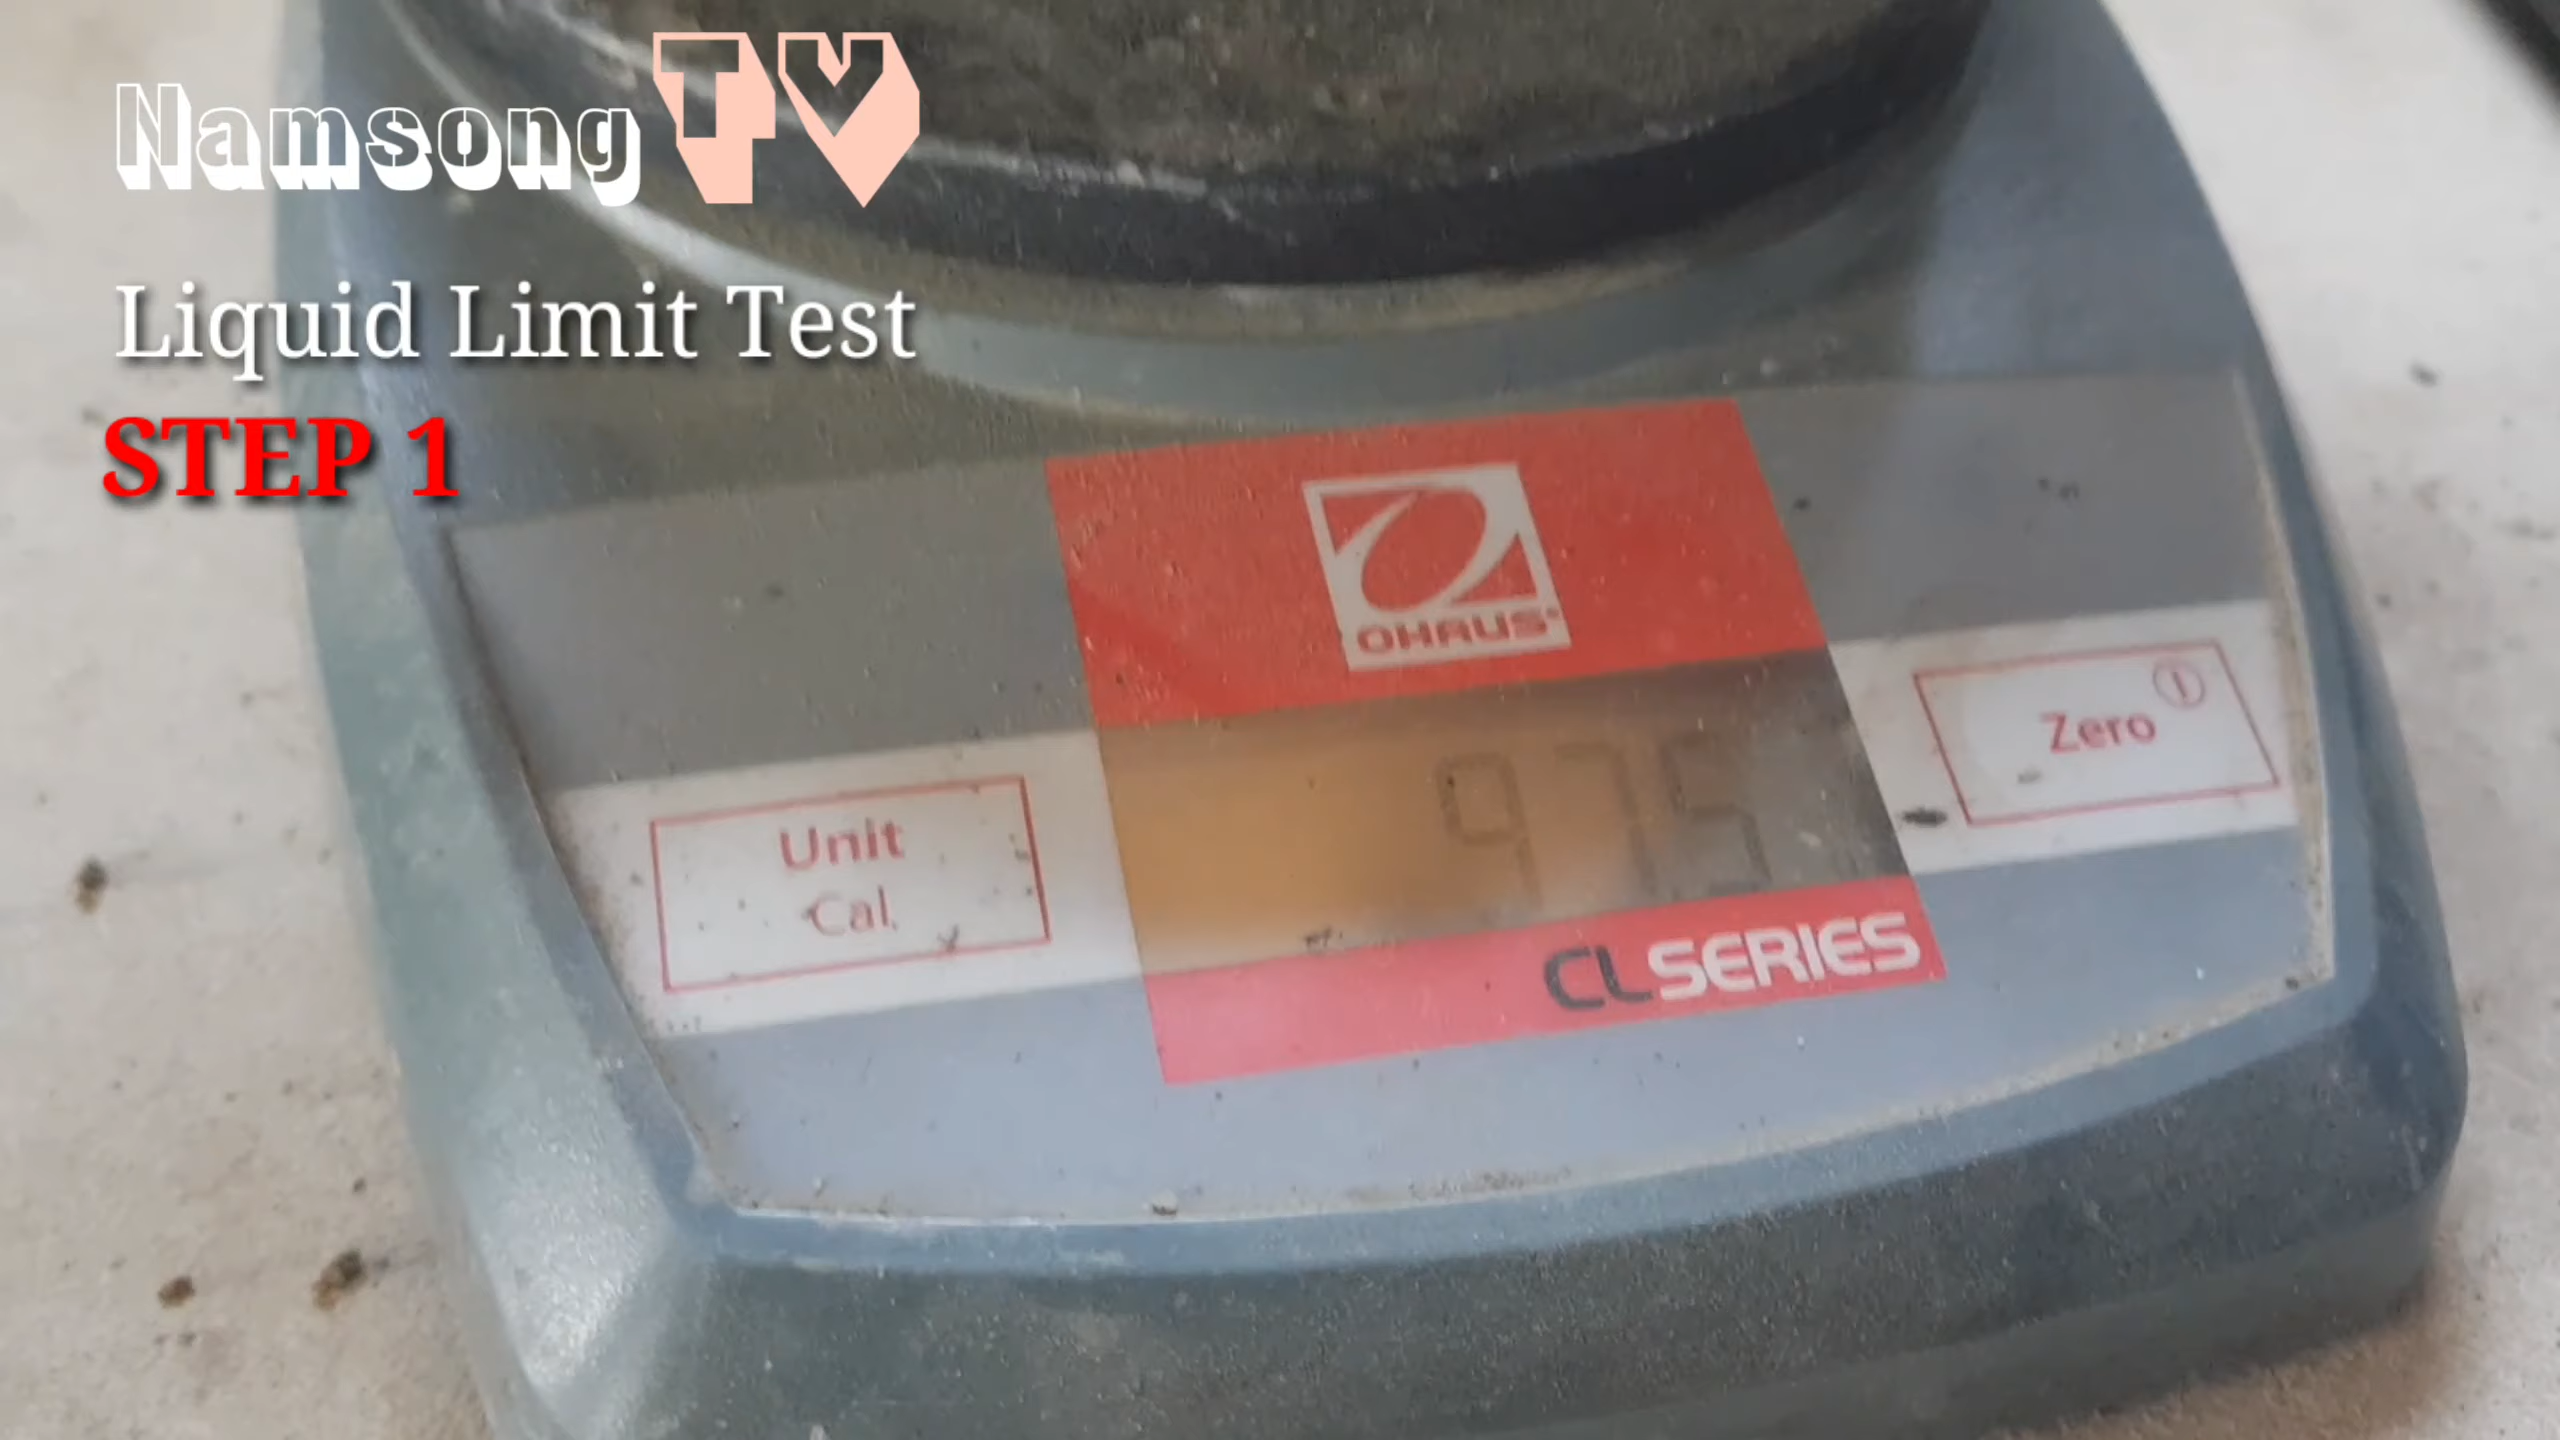 Namsong TV
Liquid Limit Test
STEP 1
OHAUS
Unit
Cal.
975
Zero
CL SERIES